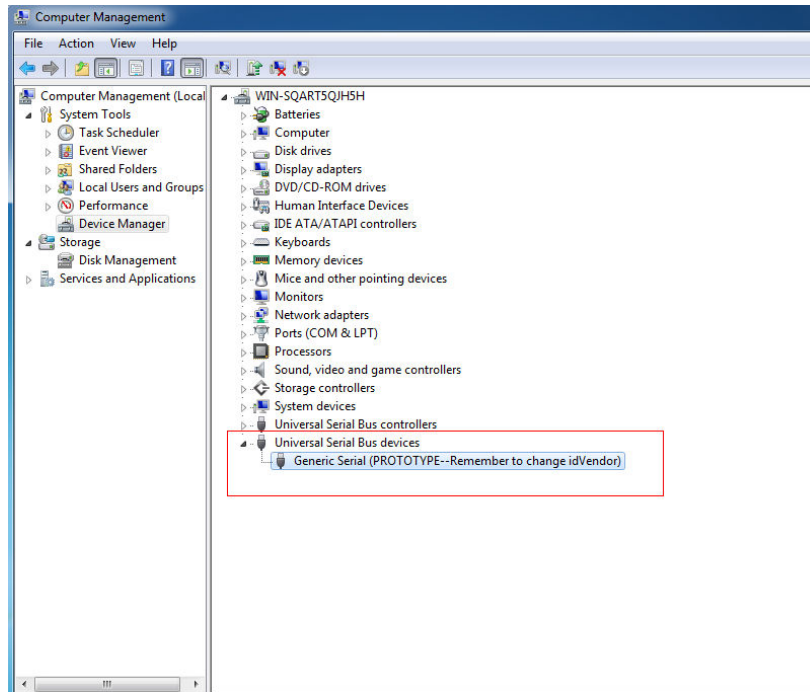 Computer Management
File Action View Help
Computer Management (Local
System Tools
Task Scheduler
Event Viewer
Shared Folders
Local Users and Groups
Performance
Device Manager
Storage
Disk Management
Services and Applications
WIN-SQART5QJH5H
Batteries
Computer
Disk drives
Display adapters
DVD/CD-ROM drives
Human Interface Devices
IDE ATA/ATAPI controllers
Keyboards
Memory devices
Mice and other pointing devices
Monitors
Network adapters
Ports (COM & LPT)
Processors
Sound, video and game controllers
Storage controllers
System devices
Universal Serial Bus controllers
Universal Serial Bus devices
Generic Serial (PROTOTYPE--Remember to change idVendor)